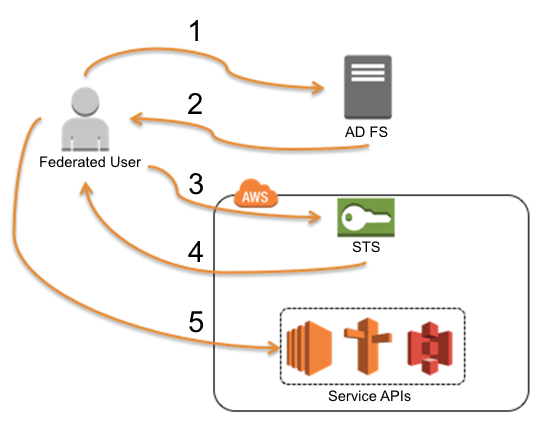 1
2
AD FS
Federated User
3
AWS
STS
4
5
Service APIs